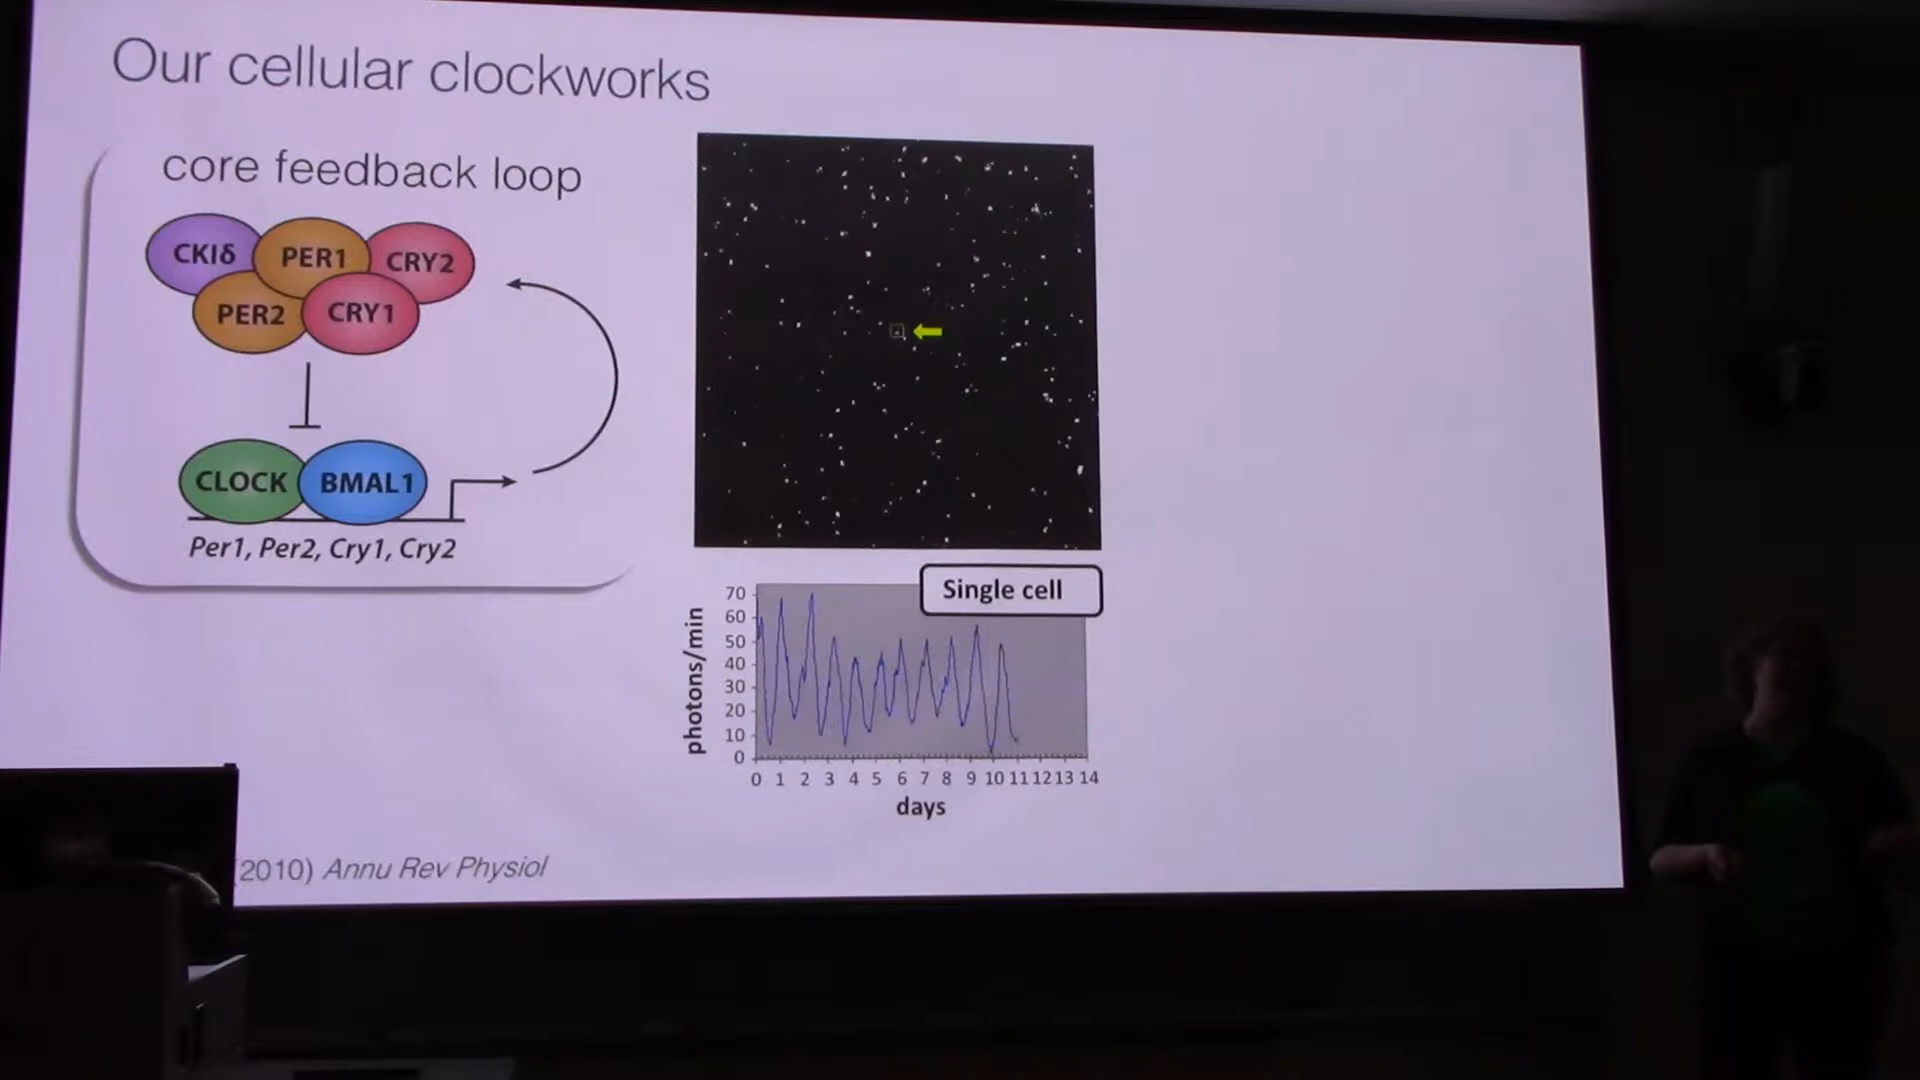 Our cellular clockworks
core feedback loop
CKIδ
PER1
CRY2
PER2
CRY1
CLOCK
BMAL1
Per1, Per2, Cry1, Cry2
(2010) Annu Rev Physiol
Single cell
photons/min
70
60
50
40
30
20
10
0
0 1 2 3 4 5 6 7 8 9 10 11 12 13 14
days